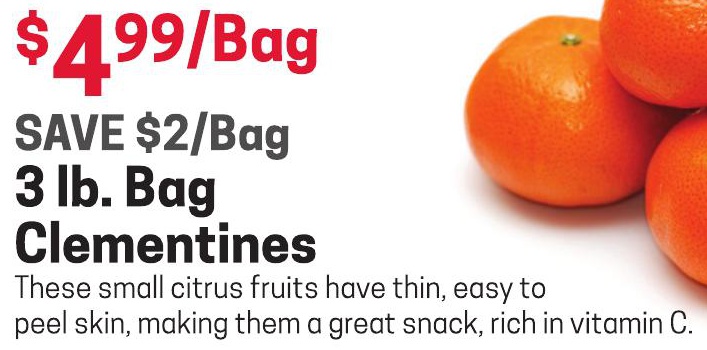 $4.99/Bag
SAVE $2/Bag
3 lb. Bag
Clementines
These small citrus fruits have thin, easy to
peel skin, making them a great snack, rich in vitamin C.